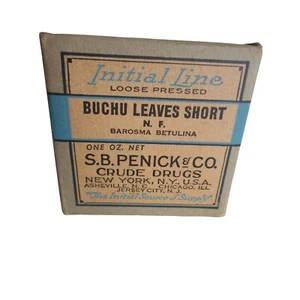 Initial Line
LOOSE PRESSED
BUCHU LEAVES SHORT
N. F.
BAROSMA BETULINA
ONE OZ. NET
S.B. PENICK & CO.
CRUDE DRUGS
NEW YORK, N.Y., U.S.A.
ASHEVILLE, N. C. CHICAGO, ILL.
JERSEY CITY, N. J.
"The Initial Source of Supply"